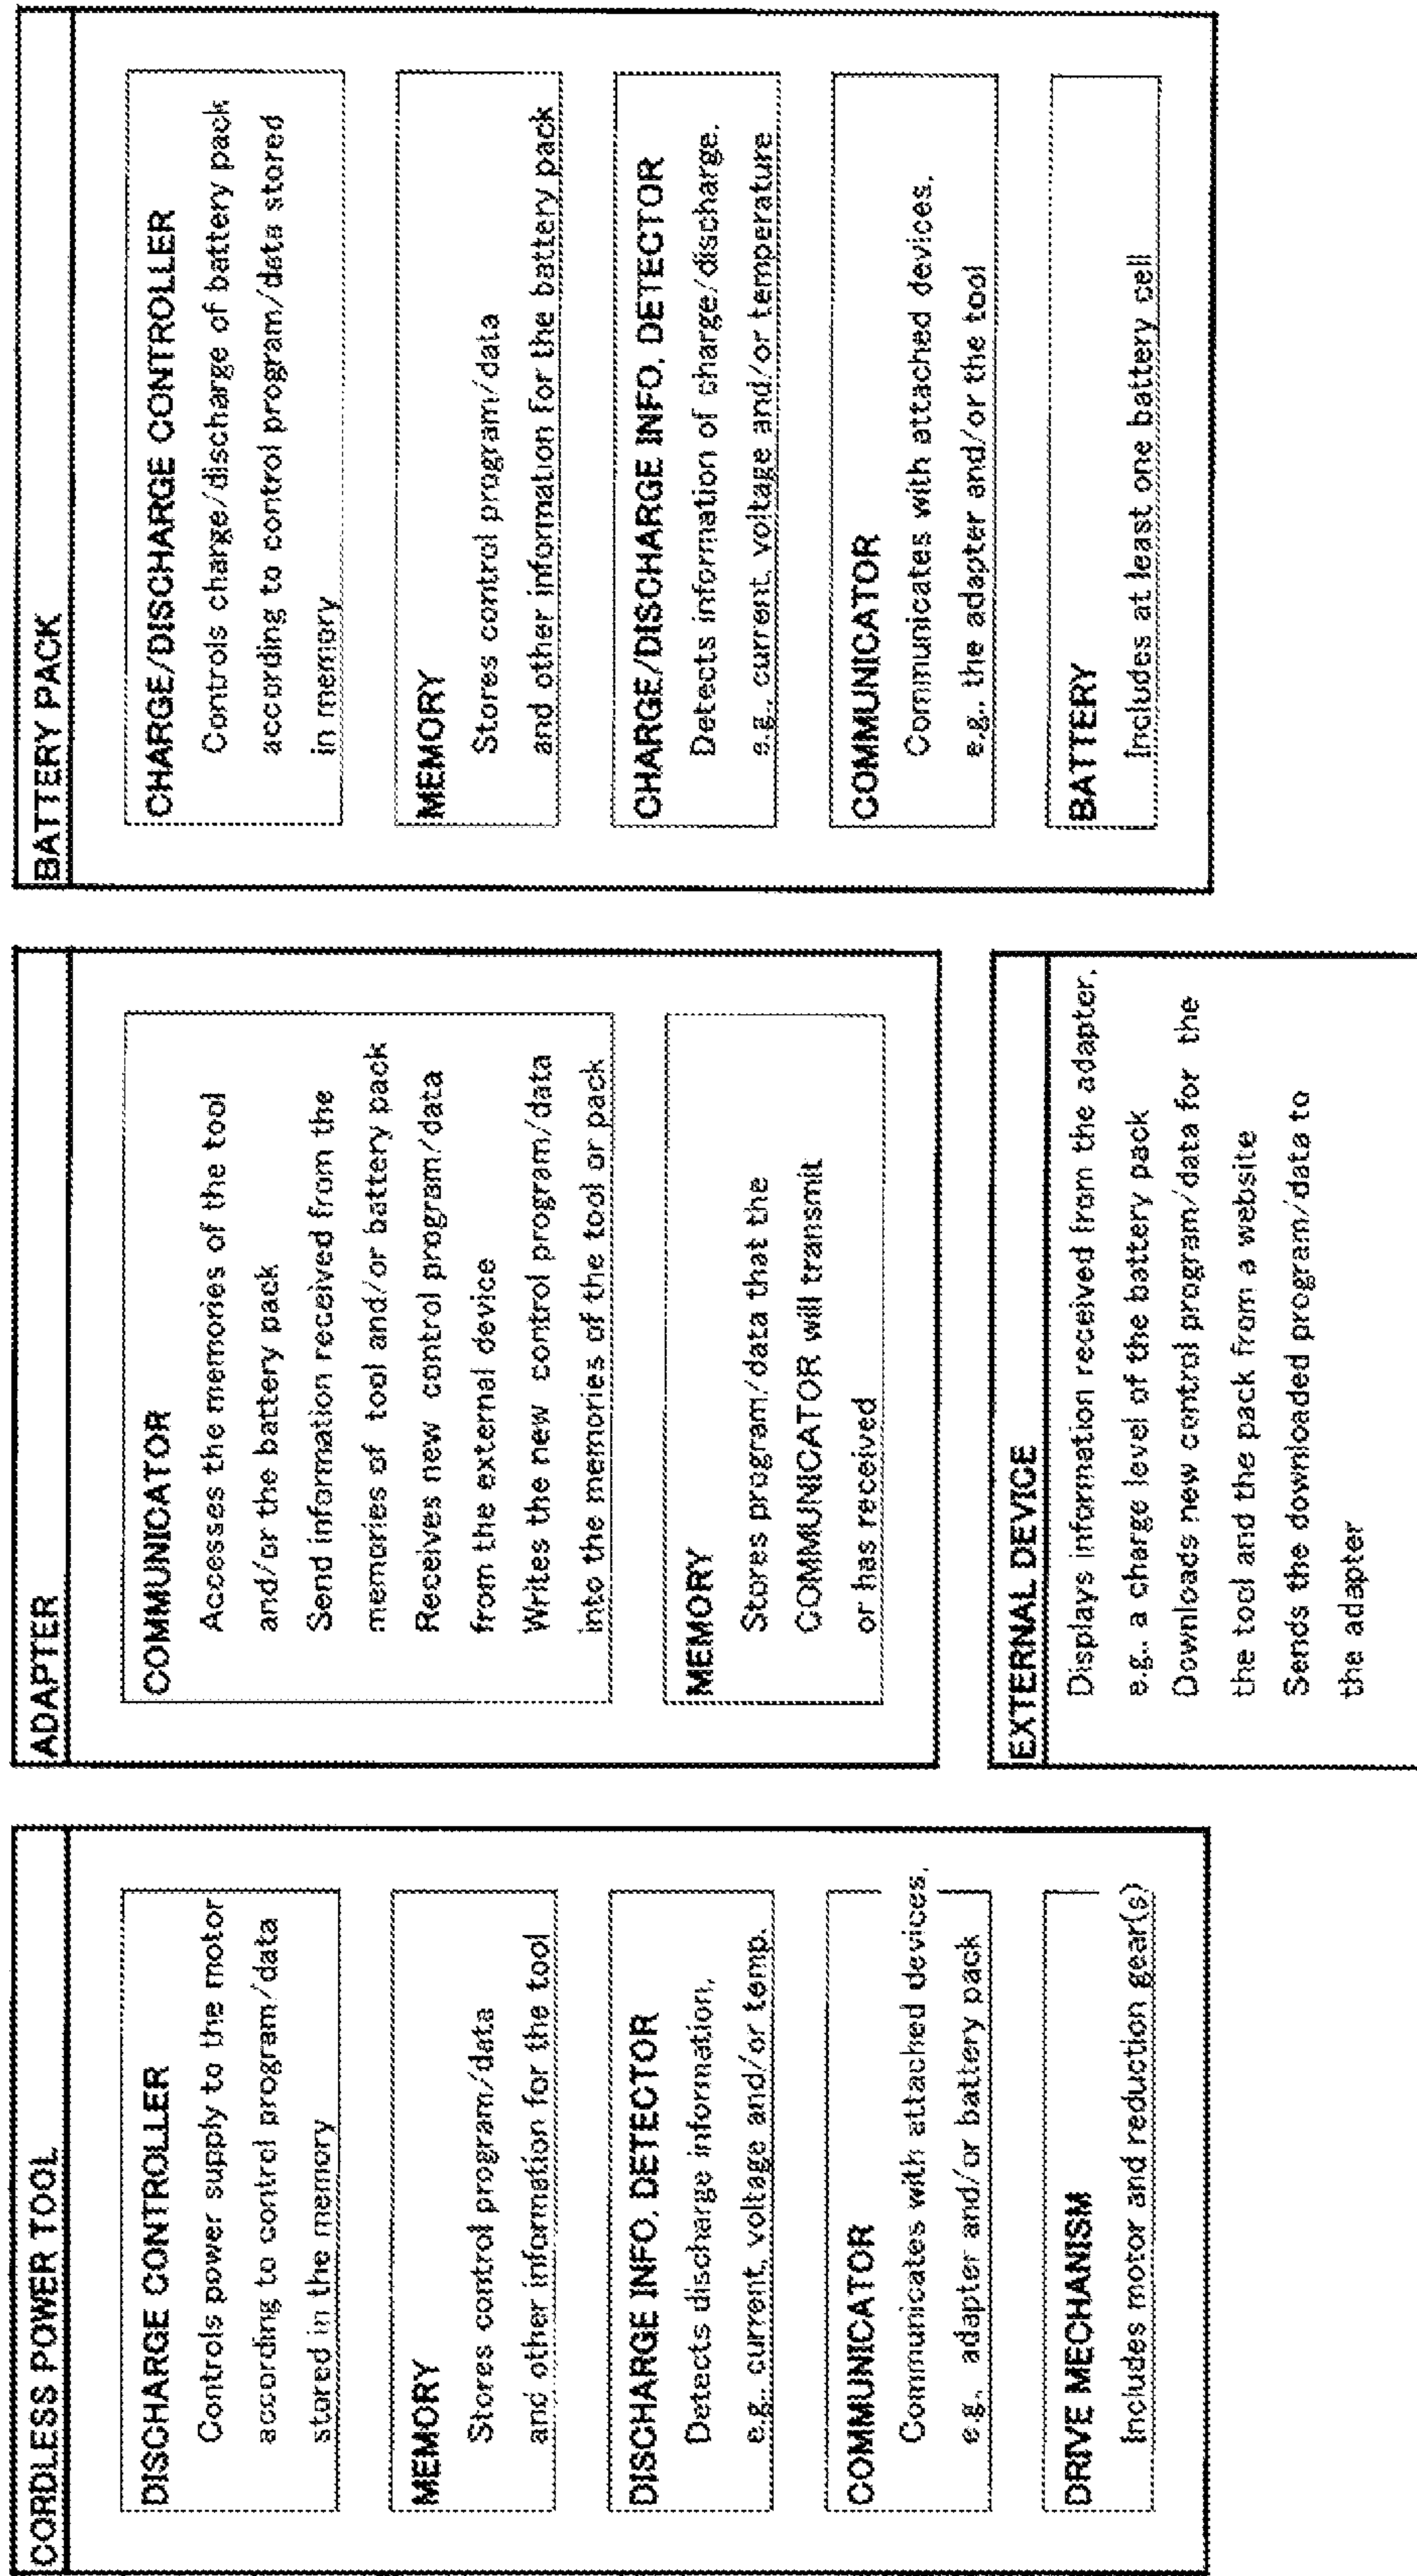 CORDLESS POWER TOOL
DISCHARGE CONTROLLER
Controls power supply to the motor
according to control program/data
stored in the memory
MEMORY
Stores control program/data
and other information for the tool
DISCHARGE INFO. DETECTOR
Detects discharge information,
e.g., current, voltage and/or temp.
COMMUNICATOR
Communicates with attached devices,
e.g., adapter and/or battery pack
DRIVE MECHANISM
Includes motor and reduction gear(s)
ADAPTER
COMMUNICATOR
Accesses the memories of the tool
and/or the battery pack
Send information received from the
memories of tool and/or battery pack
Receives new control program/data
from the external device
Writes the new control program/data
into the memories of the tool or pack
MEMORY
Stores program/data that the
COMMUNICATOR will transmit
or has received
EXTERNAL DEVICE
Displays information received from the adapter,
e.g., a charge level of the battery pack
Downloads new control program/data for the
the tool and the pack from a website
Sends the downloaded program/data to
the adapter
BATTERY PACK
CHARGE/DISCHARGE CONTROLLER
Controls charge/discharge of battery pack
according to control program/data stored
in memory
MEMORY
Stores control program/data
and other information for the battery pack
CHARGE/DISCHARGE INFO. DETECTOR
Detects information of charge/discharge,
e.g., current, voltage and/or temperature
COMMUNICATOR
Communicates with attached devices,
e.g., the adapter and/or the tool
BATTERY
Includes at least one battery cell